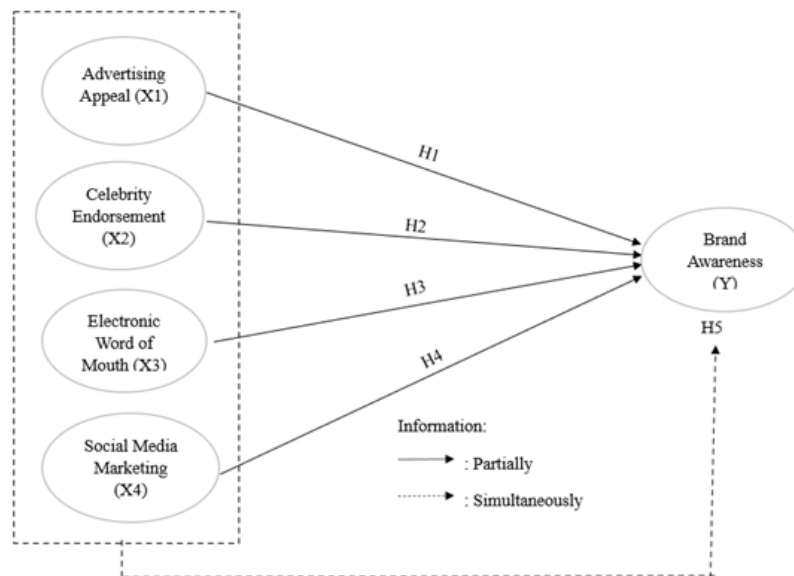 Advertising
Appeal (X1)
H1
Celebrity
Endorsement
(X2)
H2
Brand
Awareness
(Y)
Electronic
Word of
Mouth (X3)
H3
H5
H4
Social Media
Marketing
(X4)
Information:
: Partially
: Simultaneously